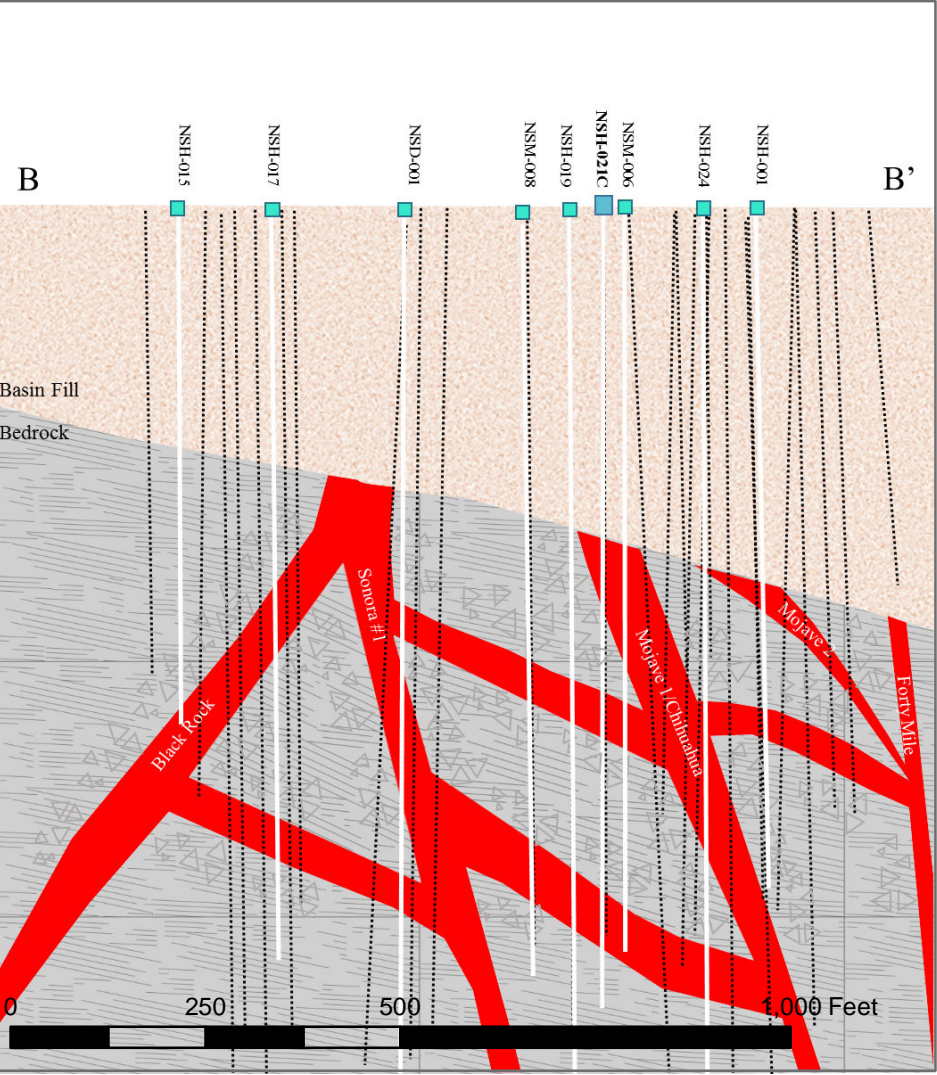 NSH-015
NSH-017
NSD-001
NSM-008
NSH-019
NSH-021C
NSM-006
NSH-024
NSH-001
B
B’
Basin Fill
Bedrock
Sonora #1
Mojave 2
Mojave 1/Chihuahua
Forty Mile
Black Rock
0
250
500
1,000 Feet